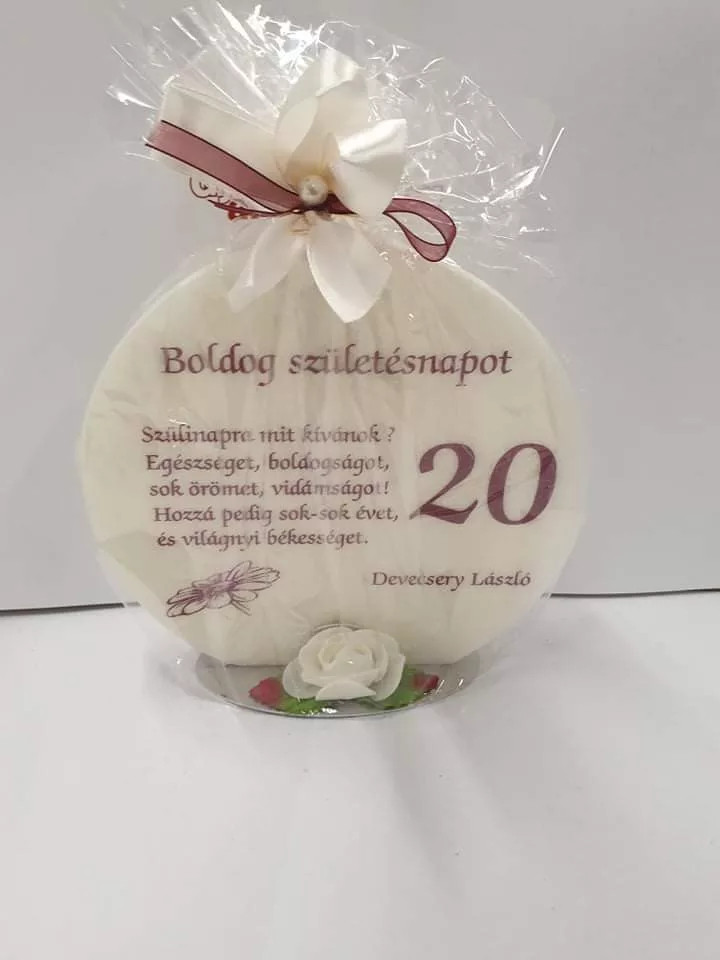 Boldog születésnapot
Szülinapra mit kívánok ?
Egészséget, boldogságot,
sok örömet, vidámságot!
Hozzá pedig sok-sok évet,
és világnyi békességet.
20
Devecsery László